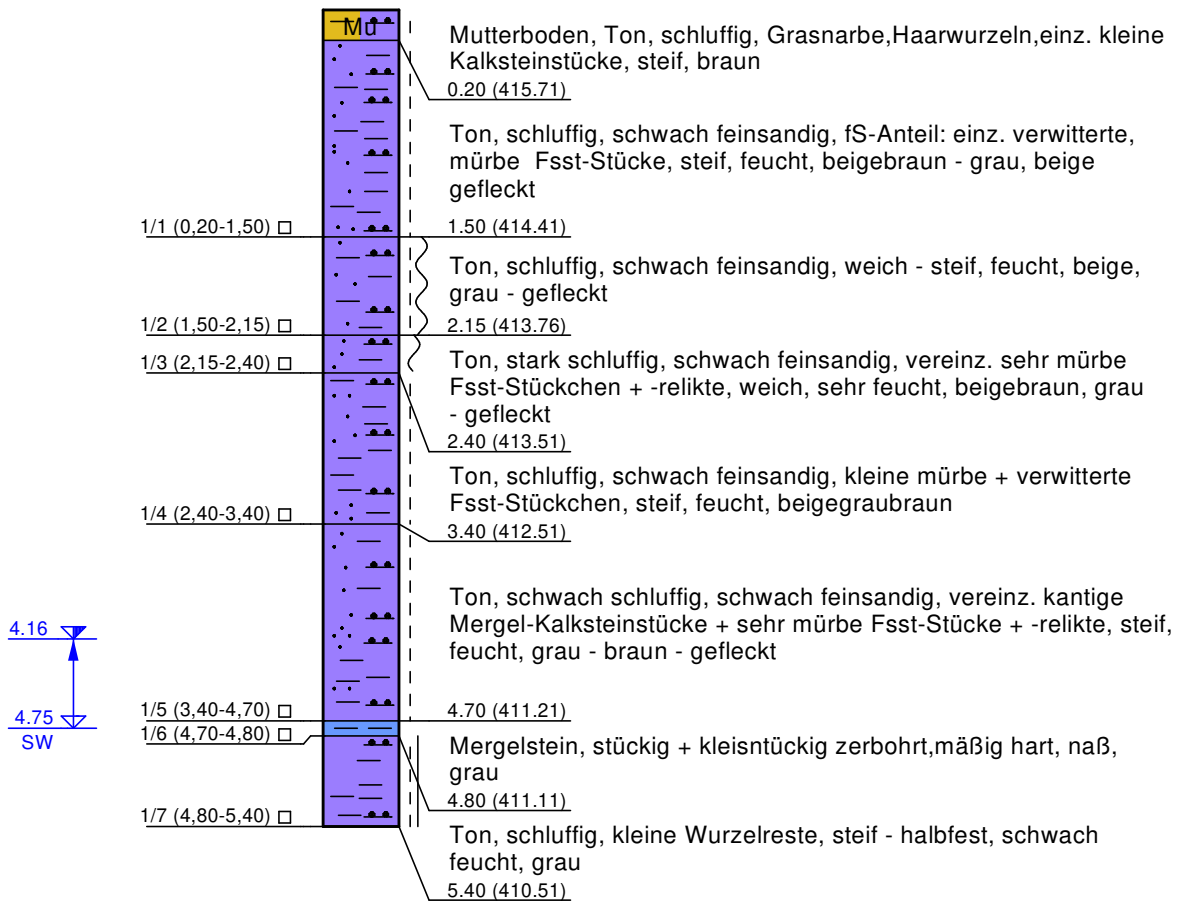 Mu
Mutterboden, Ton, schluffig, Grasnarbe,Haarwurzeln,einz. kleine
Kalksteinstücke, steif, braun
0.20 (415.71)
Ton, schluffig, schwach feinsandig, fS-Anteil: einz. verwitterte,
mürbe Fsst-Stücke, steif, feucht, beigebraun - grau, beige
gefleckt
1/1 (0,20-1,50)
1.50 (414.41)
Ton, schluffig, schwach feinsandig, weich - steif, feucht, beige,
grau - gefleckt
1/2 (1,50-2,15)
2.15 (413.76)
1/3 (2,15-2,40)
Ton, stark schluffig, schwach feinsandig, vereinz. sehr mürbe
Fsst-Stückchen + -relikte, weich, sehr feucht, beigebraun, grau
- gefleckt
2.40 (413.51)
Ton, schluffig, schwach feinsandig, kleine mürbe + verwitterte
Fsst-Stückchen, steif, feucht, beigegraubraun
1/4 (2,40-3,40)
3.40 (412.51)
Ton, schwach schluffig, schwach feinsandig, vereinz. kantige
Mergel-Kalksteinstücke + sehr mürbe Fsst-Stücke + -relikte, steif,
feucht, grau - braun - gefleckt
4.16
4.75
SW
1/5 (3,40-4,70)
4.70 (411.21)
1/6 (4,70-4,80)
Mergelstein, stückig + kleisntückig zerbohrt,mäßig hart, naß,
grau
4.80 (411.11)
1/7 (4,80-5,40)
Ton, schluffig, kleine Wurzelreste, steif - halbfest, schwach
feucht, grau
5.40 (410.51)